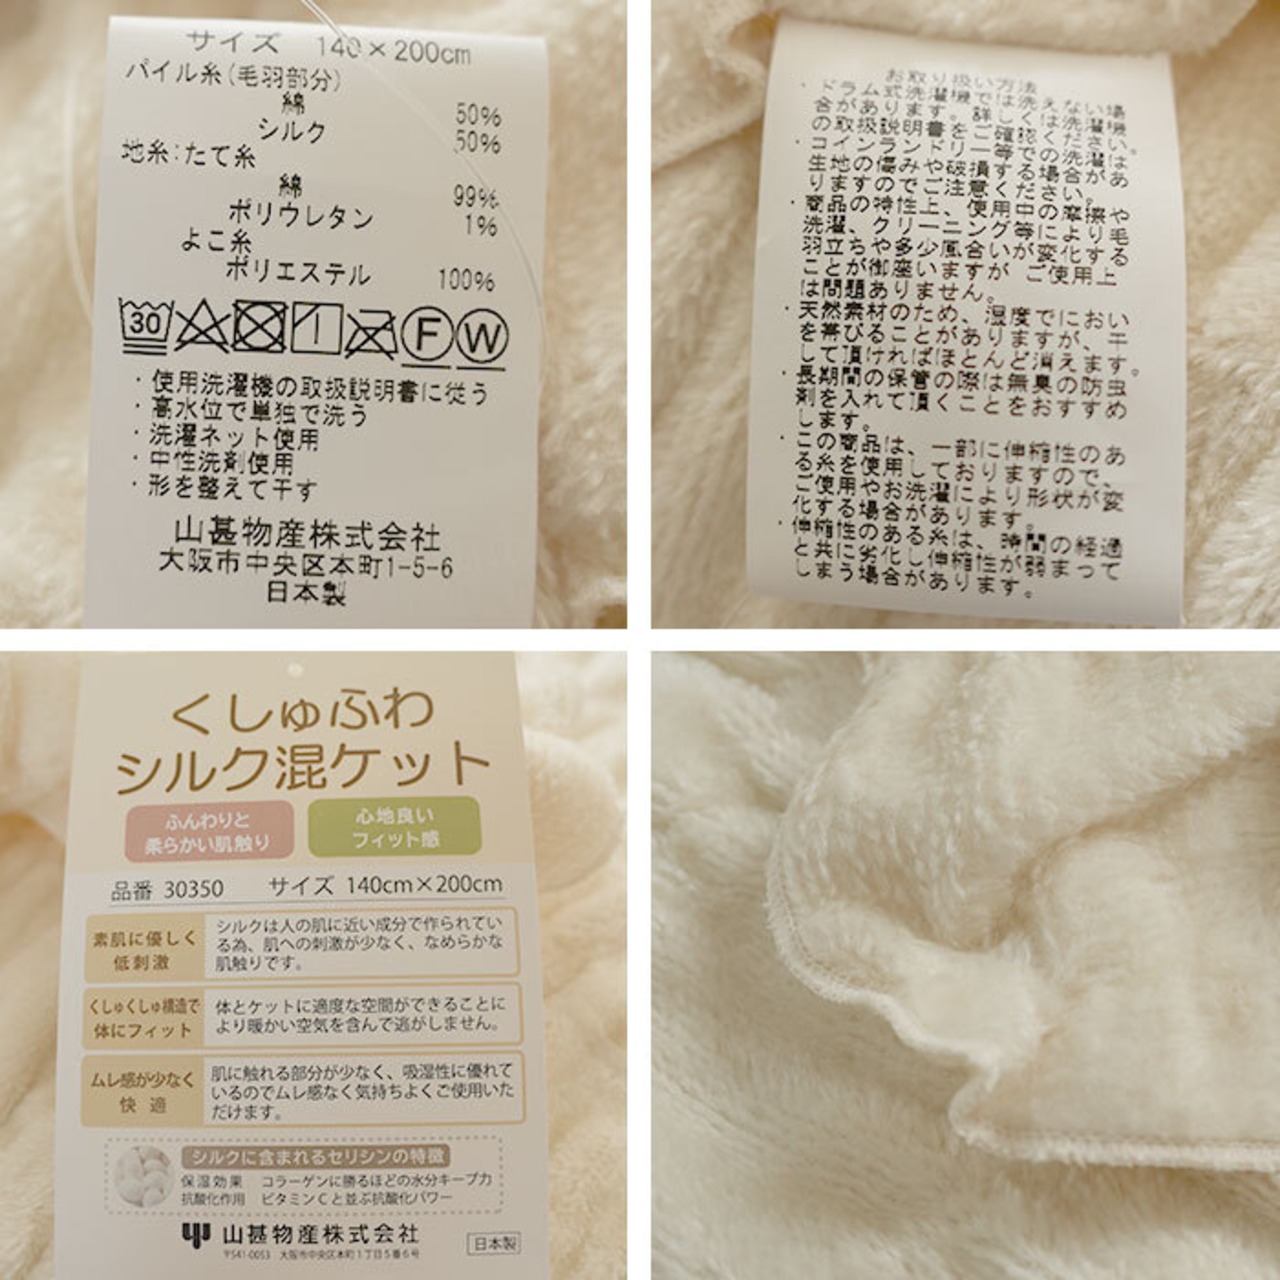 サイズ 140×200cm
パイル糸(毛羽部分)
綿 50%
シルク 50%
地糸:たて糸
綿 99%
ポリウレタン 1%
よこ糸
ポリエステル 100%
30 F W
・使用洗濯機の取扱説明書に従う
・高水位で単独で洗う
・洗濯ネット使用
・中性洗剤使用
・形を整えて干す
山甚物産株式会社
大阪市中央区本町1-5-6
日本製
お取り扱い方法
・ドラム式洗濯機では洗えない場
合があります。詳しくは洗濯機
の取扱説明書をご確認ください。
・コインランドリー等での洗濯は
生地の傷みや破損する場合があ
りますのでご注意ください。
・商品の特性上、使用中の摩擦や
洗濯、クリーニング等により毛
羽立ちや多少風合いが変化する
ことが御座いますが ご使用上
は問題ありません。
・天然素材のため、湿度でにおい
を帯びることがありますが、干
して頂ければほとんど消えます。
・長期間の保管の際は無臭の防虫
剤を入れて頂くことをおすすめ
します。
・この商品は、一部に伸縮性のあ
る糸を使用しておりますので、
ご使用やお洗濯により形状が変
化する場合があります。
・伸縮性のある糸は、時間の経過
と共に劣化し伸縮性が弱まって
しまう場合があります。
くしゅふわ
シルク混ケット
ふんわりと
柔らかい肌触り
心地良い
フィット感
品番 30350 サイズ 140cm×200cm
素肌に優しく
低刺激
シルクは人の肌に近い成分で作られてい
る為、肌への刺激が少なく、なめらかな
肌触りです。
くしゅくしゅ構造で
体にフィット
体とケットに適度な空間ができることに
より暖かい空気を含んで逃がしません。
ムレ感が少なく
快適
肌に触れる部分が少なく、吸湿性に優れて
いるのでムレ感なく気持ちよくご使用いた
だけます。
シルクに含まれるセリシンの特徴
保湿効果 コラーゲンに勝るほどの水分キープ力
抗酸化作用 ビタミンCと並ぶ抗酸化パワー
山甚物産株式会社
〒541-0053 大阪市中央区本町1丁目5番6号
日本製